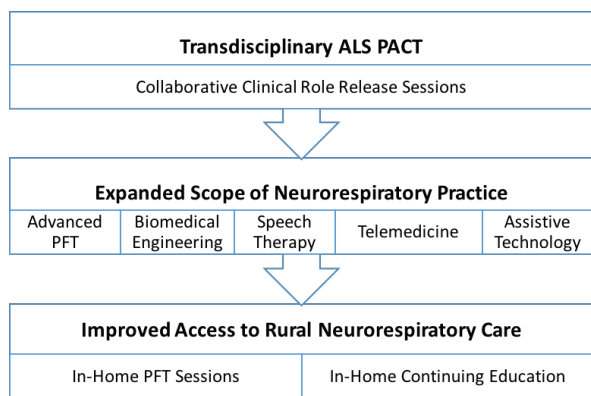 Transdisciplinary ALS PACT
Collaborative Clinical Role Release Sessions
Expanded Scope of Neurorespiratory Practice
Advanced
PFT
Biomedical
Engineering
Speech
Therapy
Telemedicine
Assistive
Technology
Improved Access to Rural Neurorespiratory Care
In-Home PFT Sessions
In-Home Continuing Education